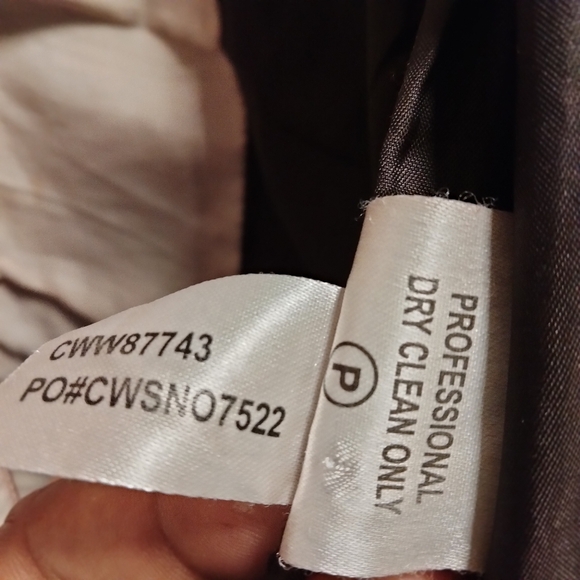 CWW87743
PO#CWSNO7522
PROFESSIONAL
DRY CLEAN ONLY
P